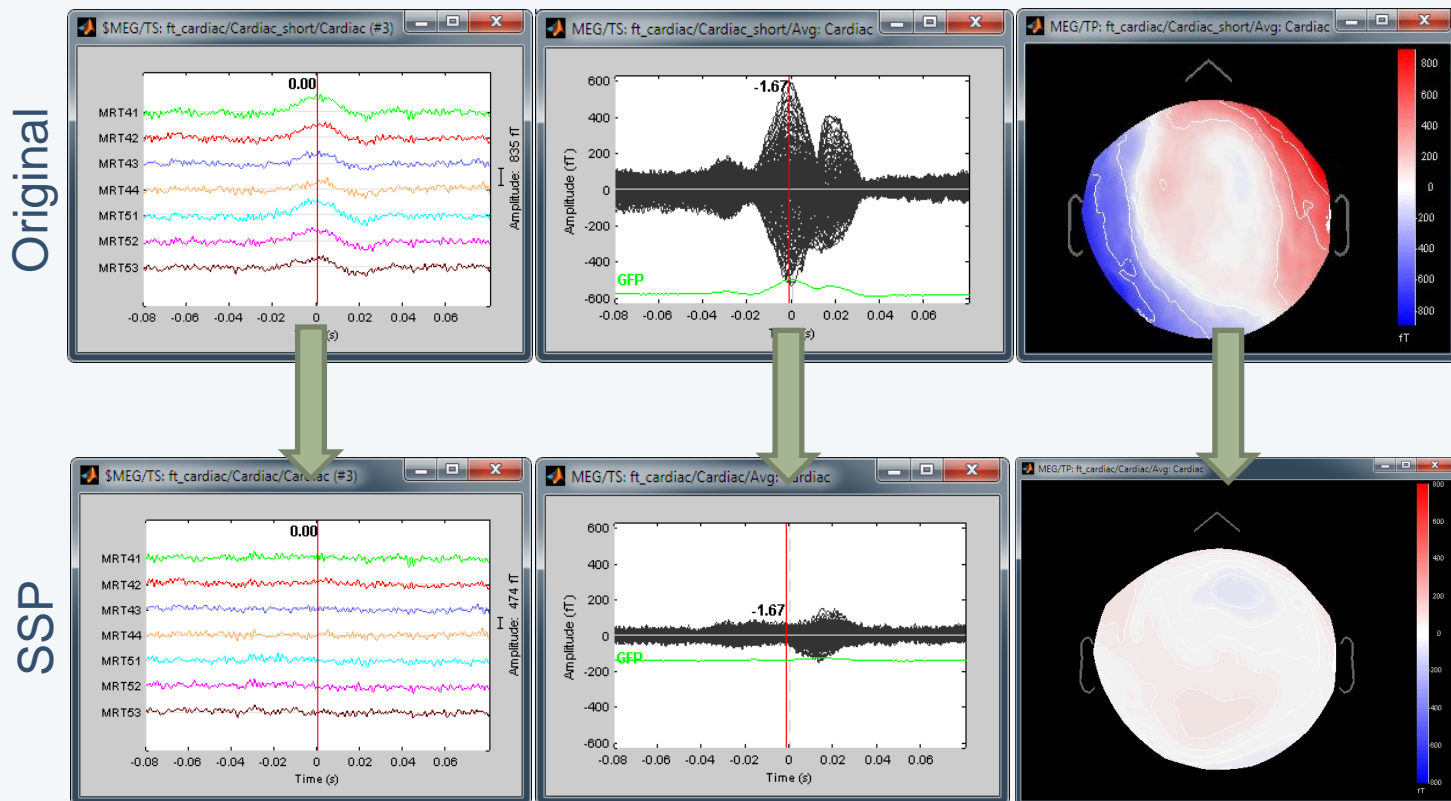 Original
$MEG/TS: ft_cardiac/Cardiac_short/Cardiac (#3)
0.00
MRT41
MRT42
MRT43
MRT44
MRT51
MRT52
MRT53
Amplitude: 835 fT
-0.08 -0.06 -0.04 -0.02 0 0.02 0.04 0.06
(s)
MEG/TS: ft_cardiac/Cardiac_short/Avg: Cardiac
-1.67
Amplitude (fT)
600
400
200
0
-200
-400
-600
GFP
-0.08 -0.06 -0.04 -0.02 0 0.02 0.04 0.06
(s)
MEG/TP: ft_cardiac/Cardiac_short/Avg: Cardiac
800
600
400
200
0
-200
-400
-600
-800
fT
SSP
$MEG/TS: ft_cardiac/Cardiac/Cardiac (#3)
0.00
MRT41
MRT42
MRT43
MRT44
MRT51
MRT52
MRT53
Amplitude: 474 fT
-0.08 -0.06 -0.04 -0.02 0 0.02 0.04 0.06
Time (s)
MEG/TS: ft_cardiac/Cardiac/Avg: Cardiac
-1.67
Amplitude (fT)
600
400
200
0
-200
-400
-600
GFP
-0.08 -0.06 -0.04 -0.02 0 0.02 0.04 0.06
Time (s)
MEG/TP: ft_cardiac/Cardiac/Avg: Cardiac
800
600
400
200
0
-200
-400
-600
-800
fT